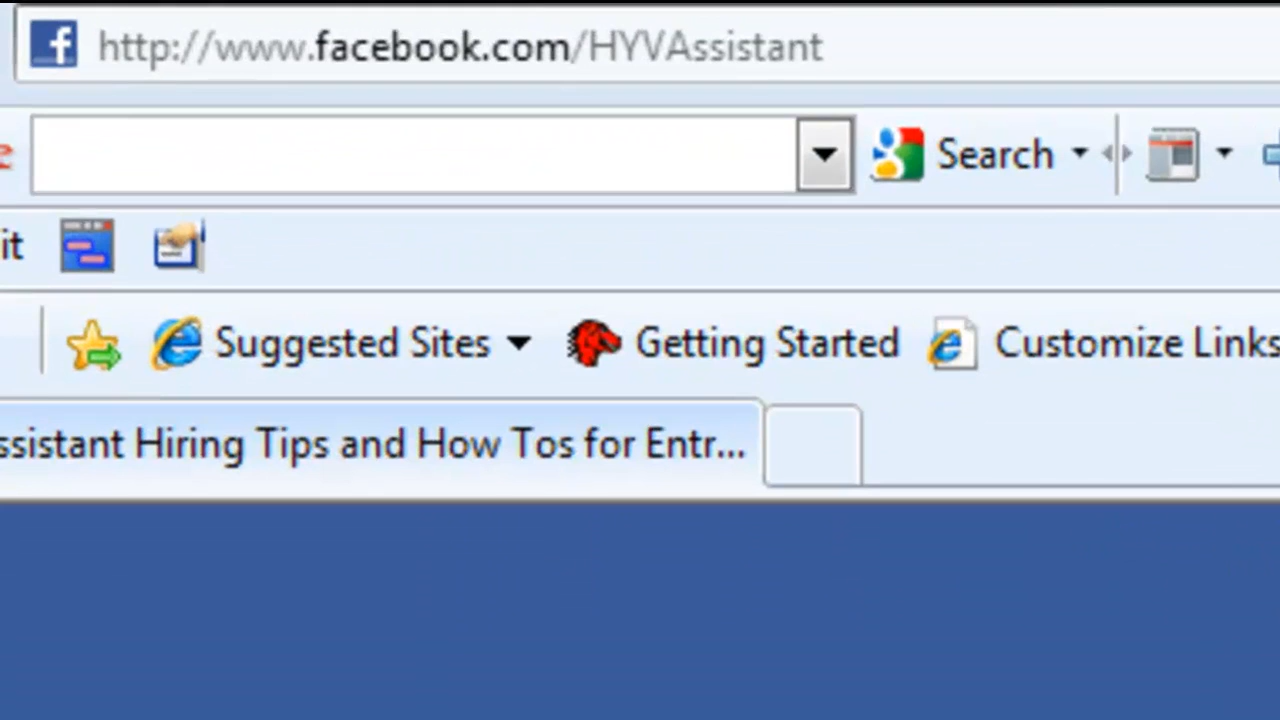 http://www.facebook.com/HYVAssistant
Search
it
Suggested Sites Getting Started Customize Links
ssistant Hiring Tips and How Tos for Entr...